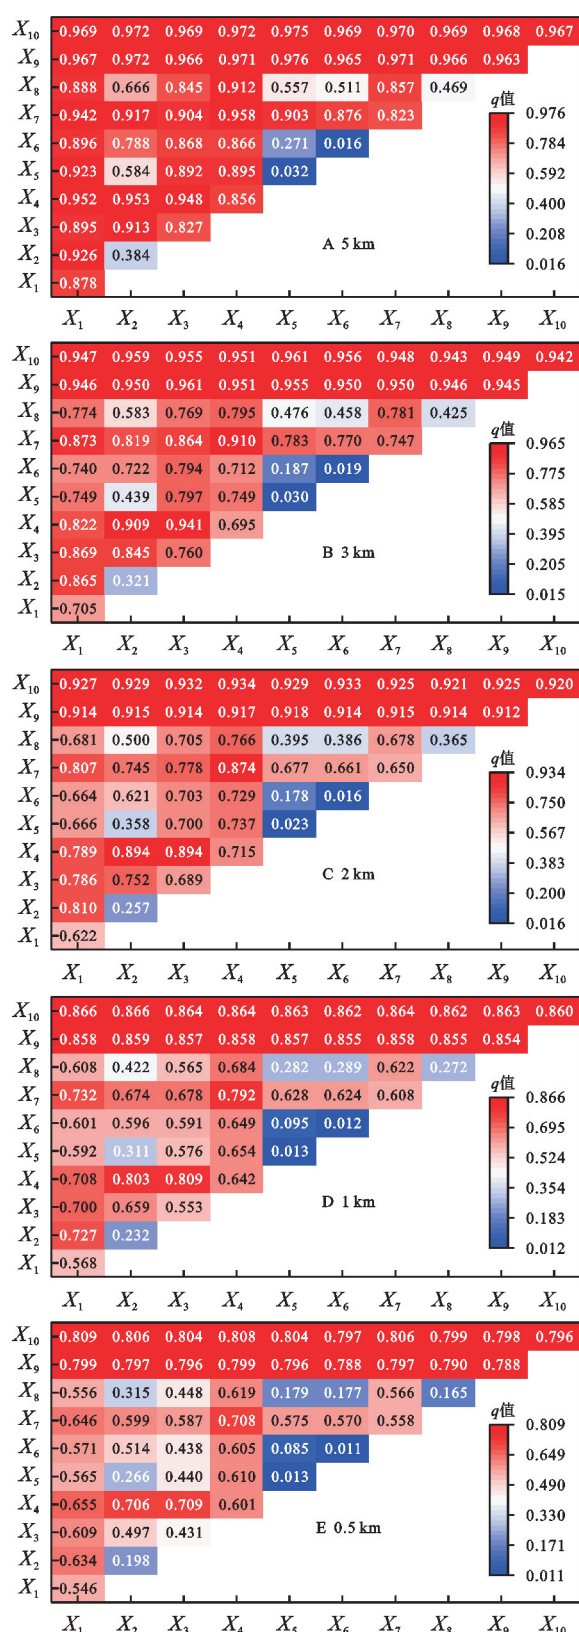 X10 0.969 0.972 0.969 0.972 0.975 0.969 0.970 0.969 0.968 0.967
X9 0.967 0.972 0.966 0.971 0.976 0.965 0.971 0.966 0.963
X8 0.888 0.666 0.845 0.912 0.557 0.511 0.857 0.469
X7 0.942 0.917 0.904 0.958 0.903 0.876 0.823
X6 0.896 0.788 0.868 0.866 0.271 0.016
X5 0.923 0.584 0.892 0.895 0.032
X4 0.952 0.953 0.948 0.856
X3 0.895 0.913 0.827
X2 0.926 0.384
X1 0.878
A 5 km
q值
0.976
0.784
0.592
0.400
0.208
0.016
X1 X2 X3 X4 X5 X6 X7 X8 X9 X10
X10 0.947 0.959 0.955 0.951 0.961 0.956 0.948 0.943 0.949 0.942
X9 0.946 0.950 0.961 0.951 0.955 0.950 0.950 0.946 0.945
X8 0.774 0.583 0.769 0.795 0.476 0.458 0.781 0.425
X7 0.873 0.819 0.864 0.910 0.783 0.770 0.747
X6 0.740 0.722 0.794 0.712 0.187 0.019
X5 0.749 0.439 0.797 0.749 0.030
X4 0.822 0.909 0.941 0.695
X3 0.869 0.845 0.760
X2 0.865 0.321
X1 0.705
B 3 km
q值
0.965
0.775
0.585
0.395
0.205
0.015
X1 X2 X3 X4 X5 X6 X7 X8 X9 X10
X10 0.927 0.929 0.932 0.934 0.929 0.933 0.925 0.921 0.925 0.920
X9 0.914 0.915 0.914 0.917 0.918 0.914 0.915 0.914 0.912
X8 0.681 0.500 0.705 0.766 0.395 0.386 0.678 0.365
X7 0.807 0.745 0.778 0.874 0.677 0.661 0.650
X6 0.664 0.621 0.703 0.729 0.178 0.016
X5 0.666 0.358 0.700 0.737 0.023
X4 0.789 0.894 0.894 0.715
X3 0.786 0.752 0.689
X2 0.810 0.257
X1 0.622
C 2 km
q值
0.934
0.750
0.567
0.383
0.200
0.016
X1 X2 X3 X4 X5 X6 X7 X8 X9 X10
X10 0.866 0.866 0.864 0.864 0.863 0.862 0.864 0.862 0.863 0.860
X9 0.858 0.859 0.857 0.858 0.857 0.855 0.858 0.855 0.854
X8 0.608 0.422 0.565 0.684 0.282 0.289 0.622 0.272
X7 0.732 0.674 0.678 0.792 0.628 0.624 0.608
X6 0.601 0.596 0.591 0.649 0.095 0.012
X5 0.592 0.311 0.576 0.654 0.013
X4 0.708 0.803 0.809 0.642
X3 0.700 0.659 0.553
X2 0.727 0.232
X1 0.568
D 1 km
q值
0.866
0.695
0.524
0.354
0.183
0.012
X1 X2 X3 X4 X5 X6 X7 X8 X9 X10
X10 0.809 0.806 0.804 0.808 0.804 0.797 0.806 0.799 0.798 0.796
X9 0.799 0.797 0.796 0.799 0.796 0.788 0.797 0.790 0.788
X8 0.556 0.315 0.448 0.619 0.179 0.177 0.566 0.165
X7 0.646 0.599 0.587 0.708 0.575 0.570 0.558
X6 0.571 0.514 0.438 0.605 0.085 0.011
X5 0.565 0.266 0.440 0.610 0.013
X4 0.655 0.706 0.709 0.601
X3 0.609 0.497 0.431
X2 0.634 0.198
X1 0.546
E 0.5 km
q值
0.809
0.649
0.490
0.330
0.171
0.011
X1 X2 X3 X4 X5 X6 X7 X8 X9 X10